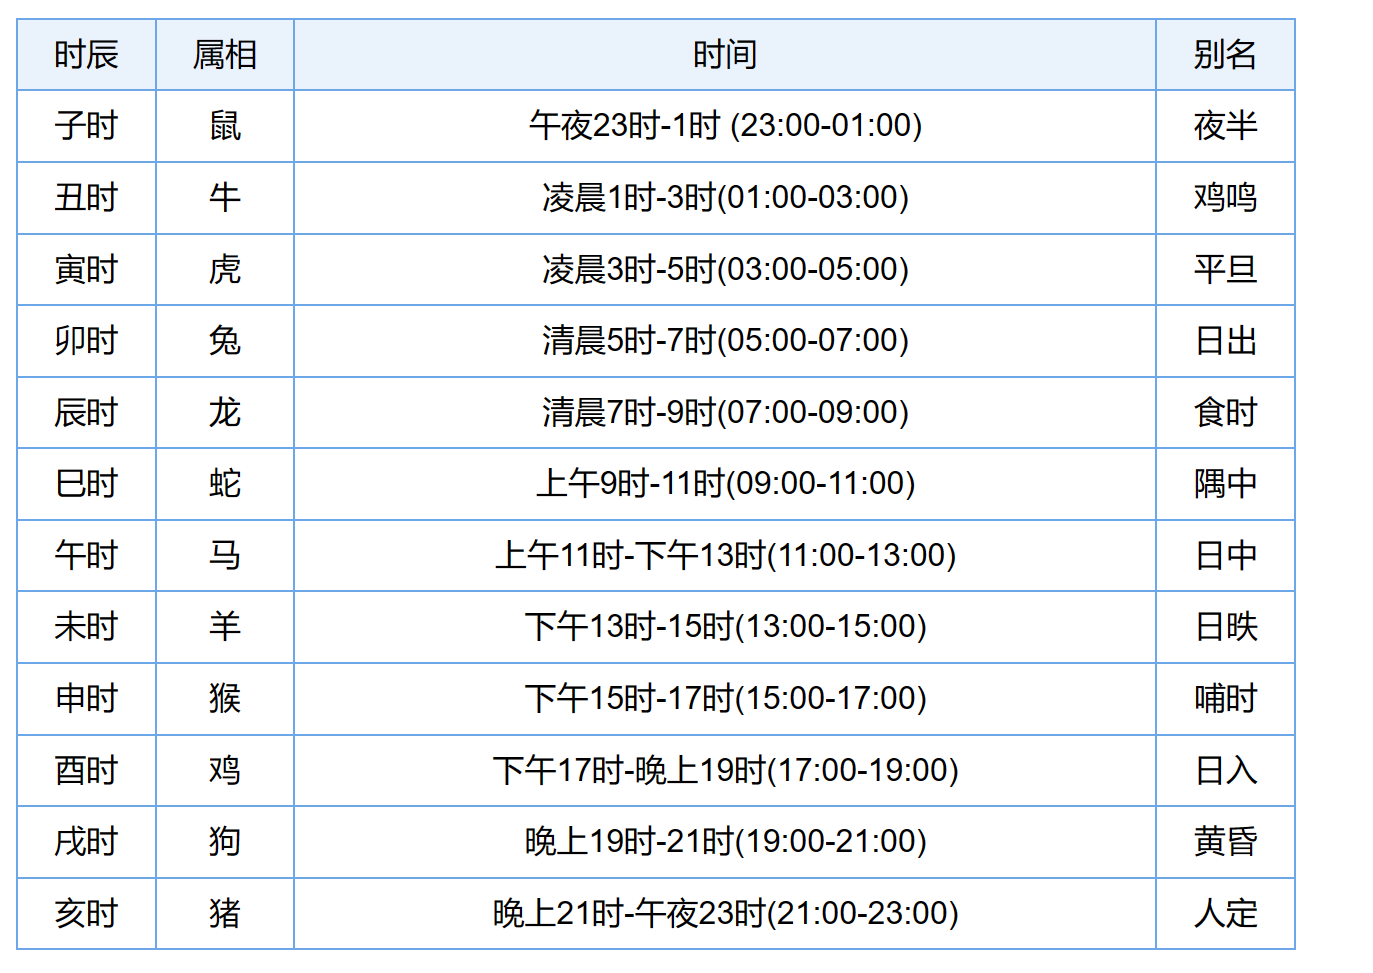 时辰 属相 时间 别名
子时 鼠 午夜23时-1时 (23:00-01:00) 夜半
丑时 牛 凌晨1时-3时(01:00-03:00) 鸡鸣
寅时 虎 凌晨3时-5时(03:00-05:00) 平旦
卯时 兔 清晨5时-7时(05:00-07:00) 日出
辰时 龙 清晨7时-9时(07:00-09:00) 食时
巳时 蛇 上午9时-11时(09:00-11:00) 隅中
午时 马 上午11时-下午13时(11:00-13:00) 日中
未时 羊 下午13时-15时(13:00-15:00) 日昳
申时 猴 下午15时-17时(15:00-17:00) 哺时
酉时 鸡 下午17时-晚上19时(17:00-19:00) 日入
戌时 狗 晚上19时-21时(19:00-21:00) 黄昏
亥时 猪 晚上21时-午夜23时(21:00-23:00) 人定